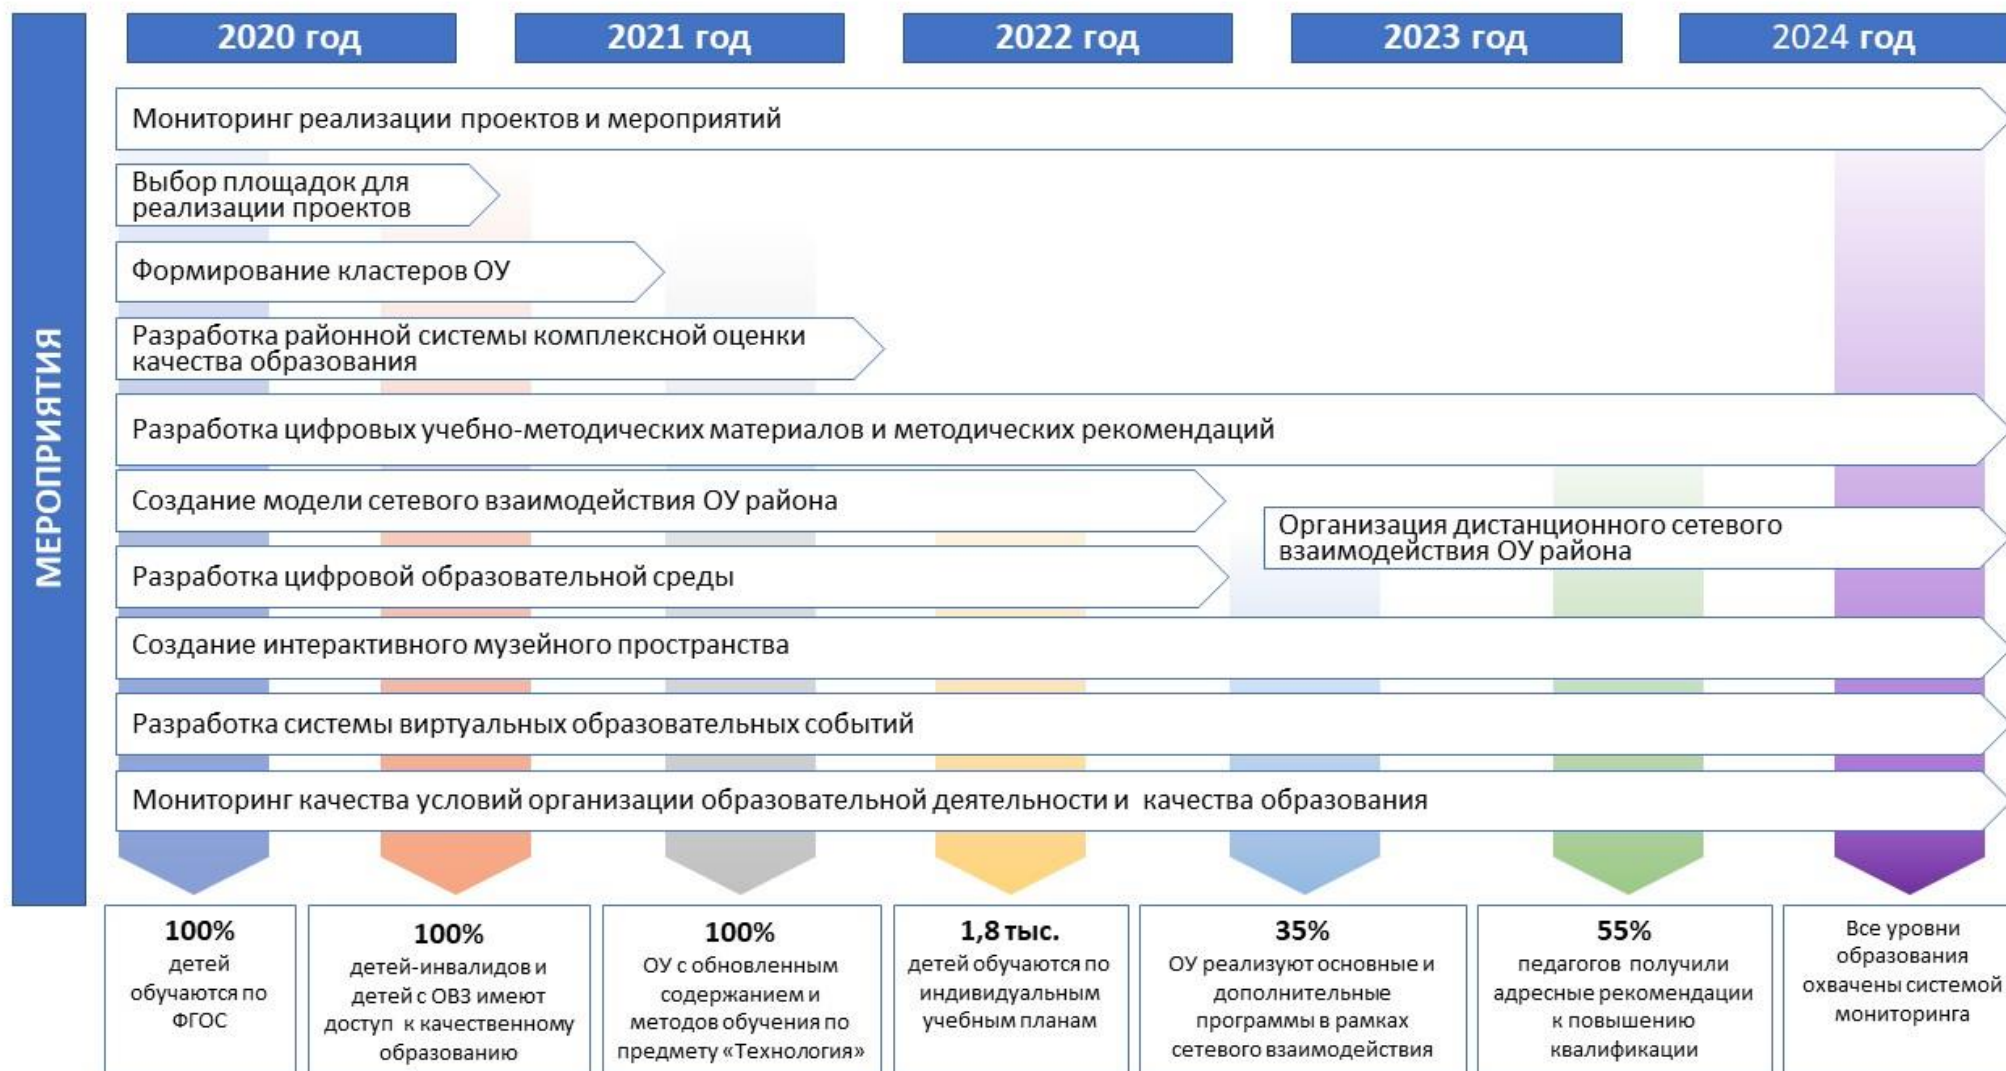 2020 год
2021 год
2022 год
2023 год
2024 год
МЕРОПРИЯТИЯ
Мониторинг реализации проектов и мероприятий
Выбор площадок для
реализации проектов
Формирование кластеров ОУ
Разработка районной системы комплексной оценки
качества образования
Разработка цифровых учебно-методических материалов и методических рекомендаций
Создание модели сетевого взаимодействия ОУ района
Организация дистанционного сетевого
взаимодействия ОУ района
Разработка цифровой образовательной среды
Создание интерактивного музейного пространства
Разработка системы виртуальных образовательных событий
Мониторинг качества условий организации образовательной деятельности и качества образования
100%
детей
обучаются по
ФГОС
100%
детей-инвалидов и
детей с ОВЗ имеют
доступ к качественному
образованию
100%
ОУ с обновленным
содержанием и
методов обучения по
предмету «Технология»
1,8 тыс.
детей обучаются по
индивидуальным
учебным планам
35%
ОУ реализуют основные и
дополнительные
программы в рамках
сетевого взаимодействия
55%
педагогов получили
адресные рекомендации
к повышению
квалификации
Все уровни
образования
охвачены системой
мониторинга